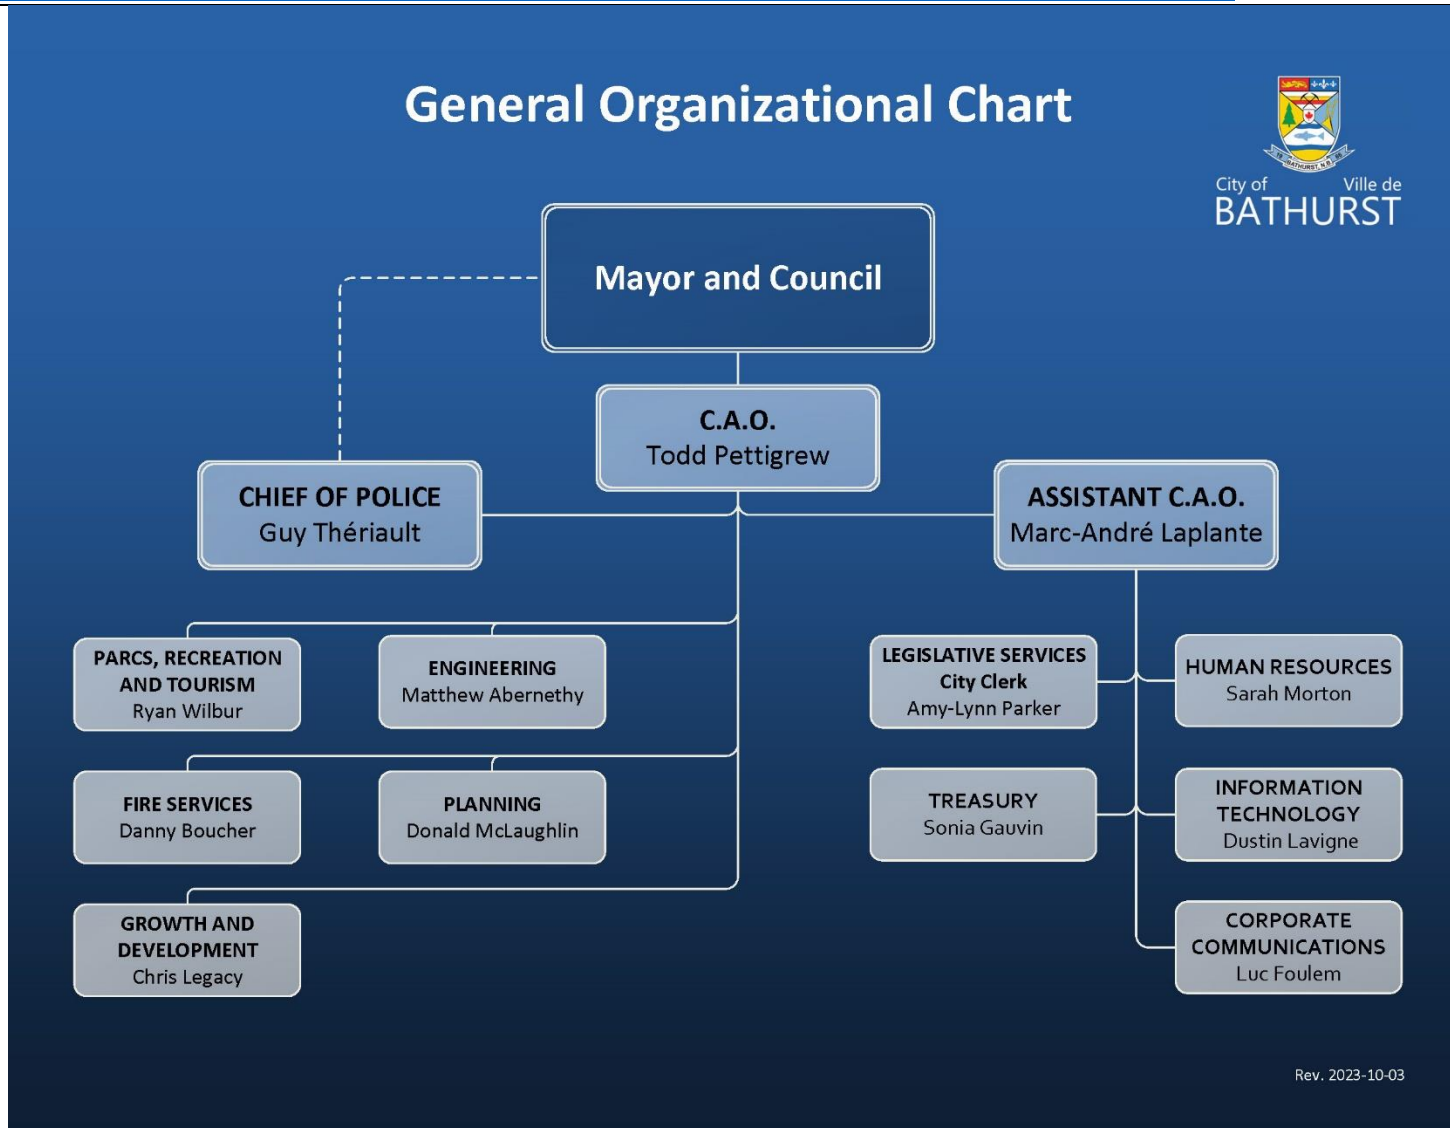 General Organizational Chart
BATHURST, N.B.
City of Ville de
BATHURST
Mayor and Council
C.A.O.
Todd Pettigrew
CHIEF OF POLICE
Guy Thériault
ASSISTANT C.A.O.
Marc-André Laplante
PARCS, RECREATION
AND TOURISM
Ryan Wilbur
ENGINEERING
Matthew Abernethy
LEGISLATIVE SERVICES
City Clerk
Amy-Lynn Parker
HUMAN RESOURCES
Sarah Morton
FIRE SERVICES
Danny Boucher
PLANNING
Donald McLaughlin
TREASURY
Sonia Gauvin
INFORMATION
TECHNOLOGY
Dustin Lavigne
GROWTH AND
DEVELOPMENT
Chris Legacy
CORPORATE
COMMUNICATIONS
Luc Foulem
Rev. 2023-10-03